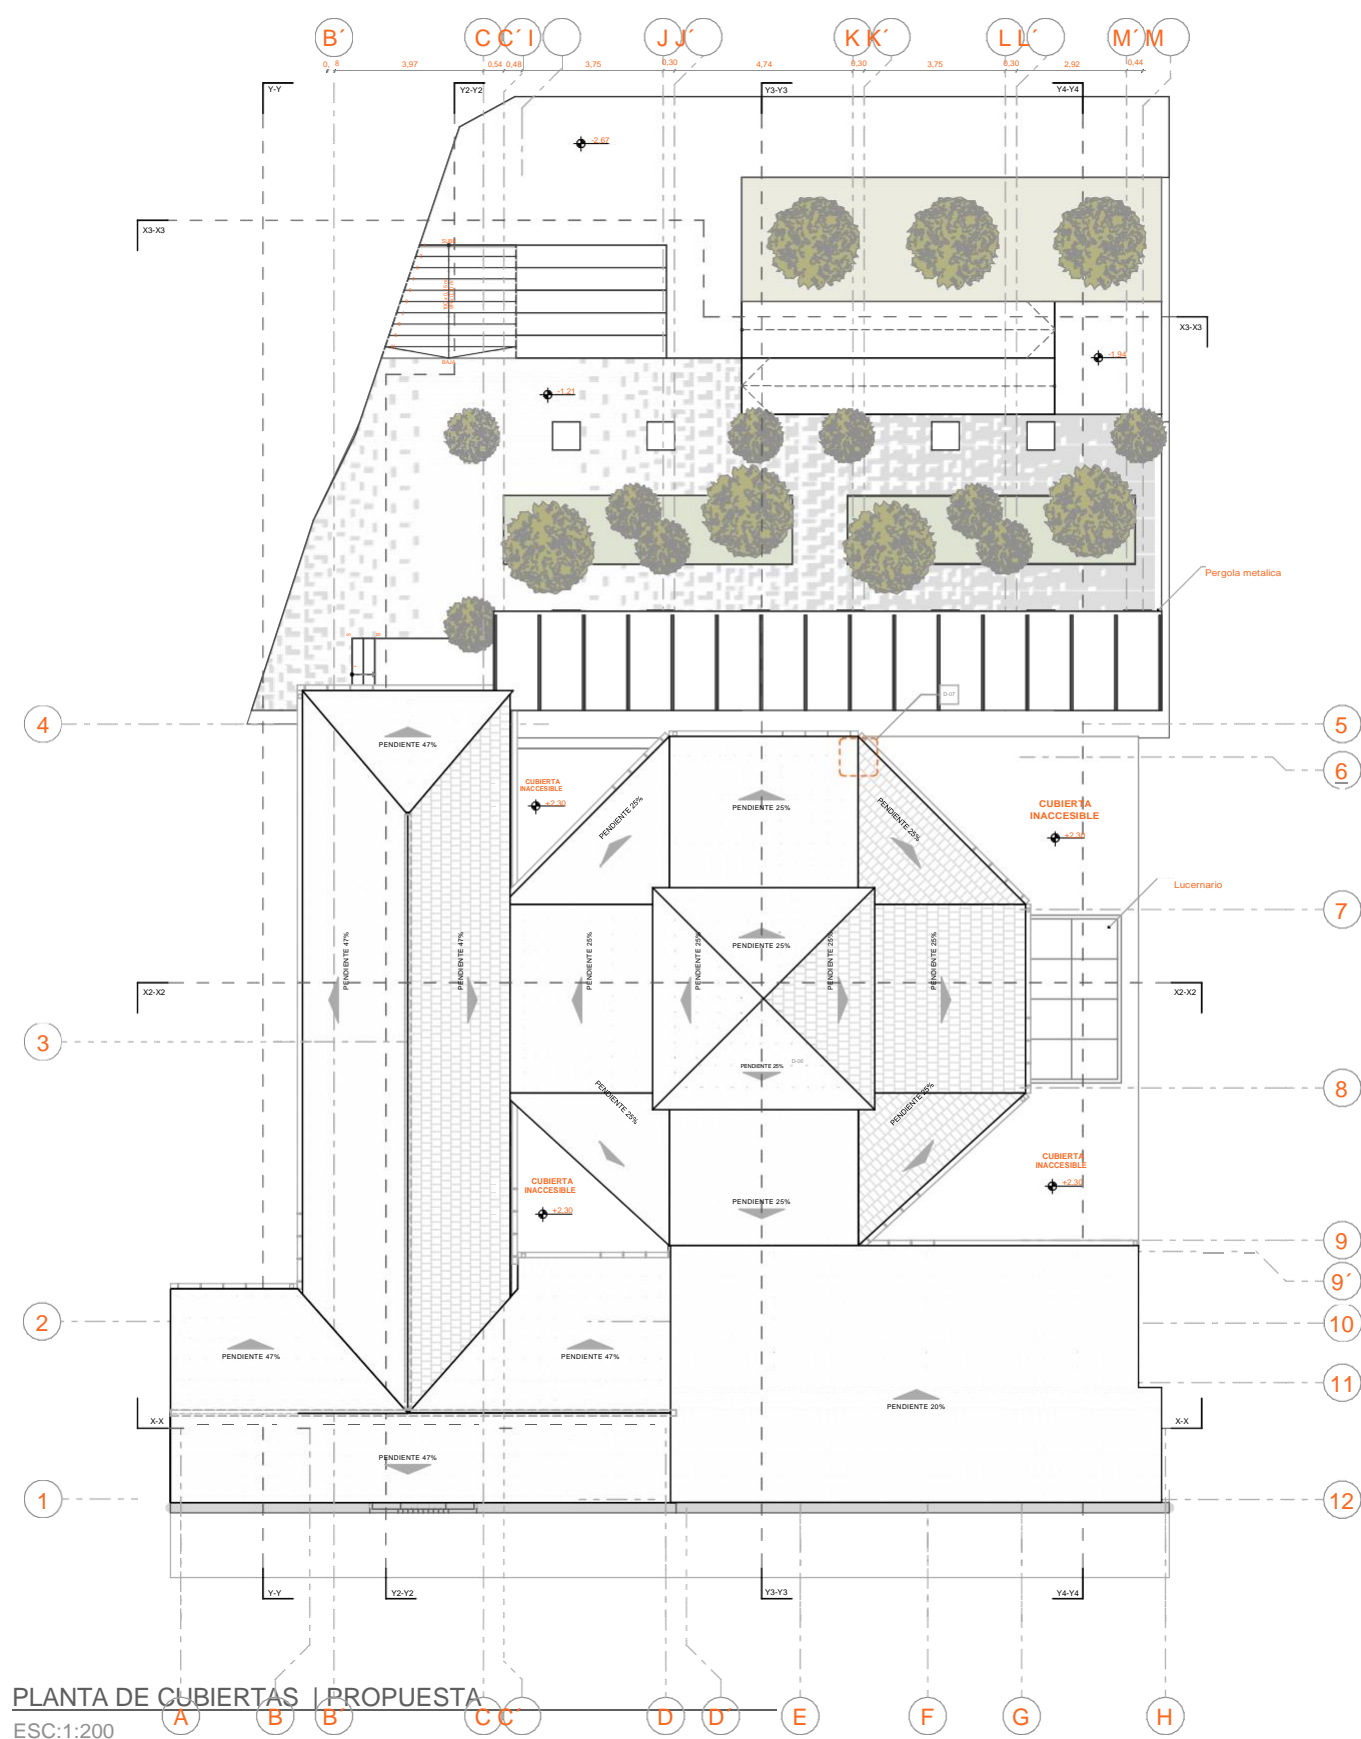 B´ C C´ I J J´ K K´ L L´ M´ M
3,97 0,54 0,48 3,75 0,30 4,74 0,30 3,75 0,30 2,92 0,44
Y-Y Y2-Y2 Y3-Y3 Y4-Y4
-2,67
X3-X3
X3-X3
-1.94
BAJA
-1.21
Pergola metalica
D-07
4
5
PENDIENTE 47%
6
CUBIERTA
INACCESIBLE
+2,30
PENDIENTE 25%
PENDIENTE 25%
PENDIENTE 25%
CUBIERTA
INACCESIBLE
+2,30
Lucernario
7
PENDIENTE 47%
PENDIENTE 47%
PENDIENTE 25%
PENDIENTE 25%
PENDIENTE 25%
PENDIENTE 25%
PENDIENTE 25%
X2-X2
X2-X2
3
D-06
PENDIENTE 25%
8
PENDIENTE 25%
PENDIENTE 25%
CUBIERTA
INACCESIBLE
+2,30
CUBIERTA
INACCESIBLE
+2,30
PENDIENTE 25%
9
9´
2
10
PENDIENTE 47%
PENDIENTE 47%
11
PENDIENTE 20%
X-X
X-X
PENDIENTE 47%
1
12
Y-Y Y2-Y2 Y3-Y3 Y4-Y4
PLANTA DE CUBIERTAS | PROPUESTA
A B B´ C C´ D D´ E F G H
ESC:1:200